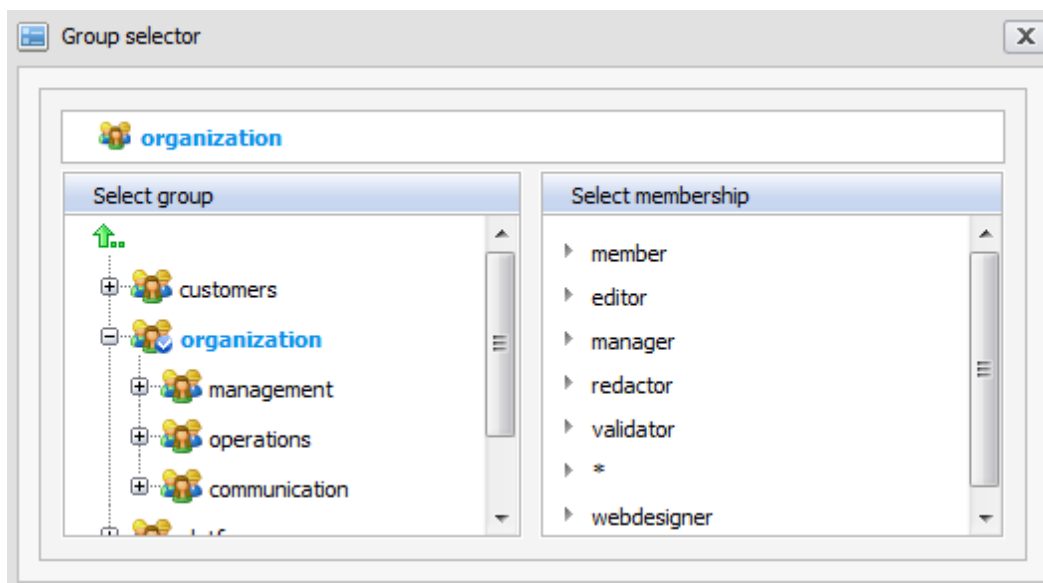 Group selector
organization
Select group
customers
organization
management
operations
communication
Select membership
member
editor
manager
redactor
validator
*
webdesigner